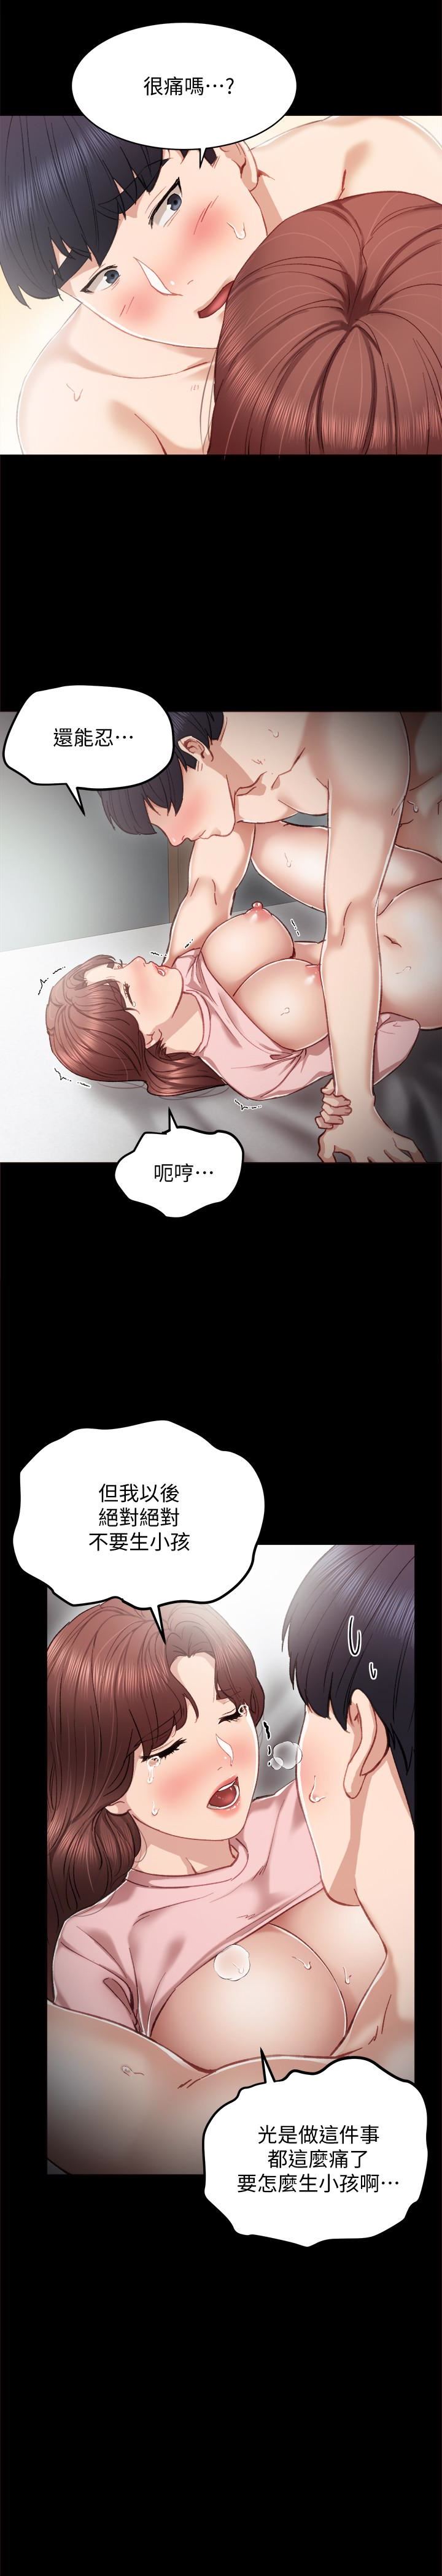 很痛嗎…?
還能忍…
呃哼…
但我以後
絕對絕對
不要生小孩
光是做這件事
都這麼痛了
要怎麼生小孩啊…